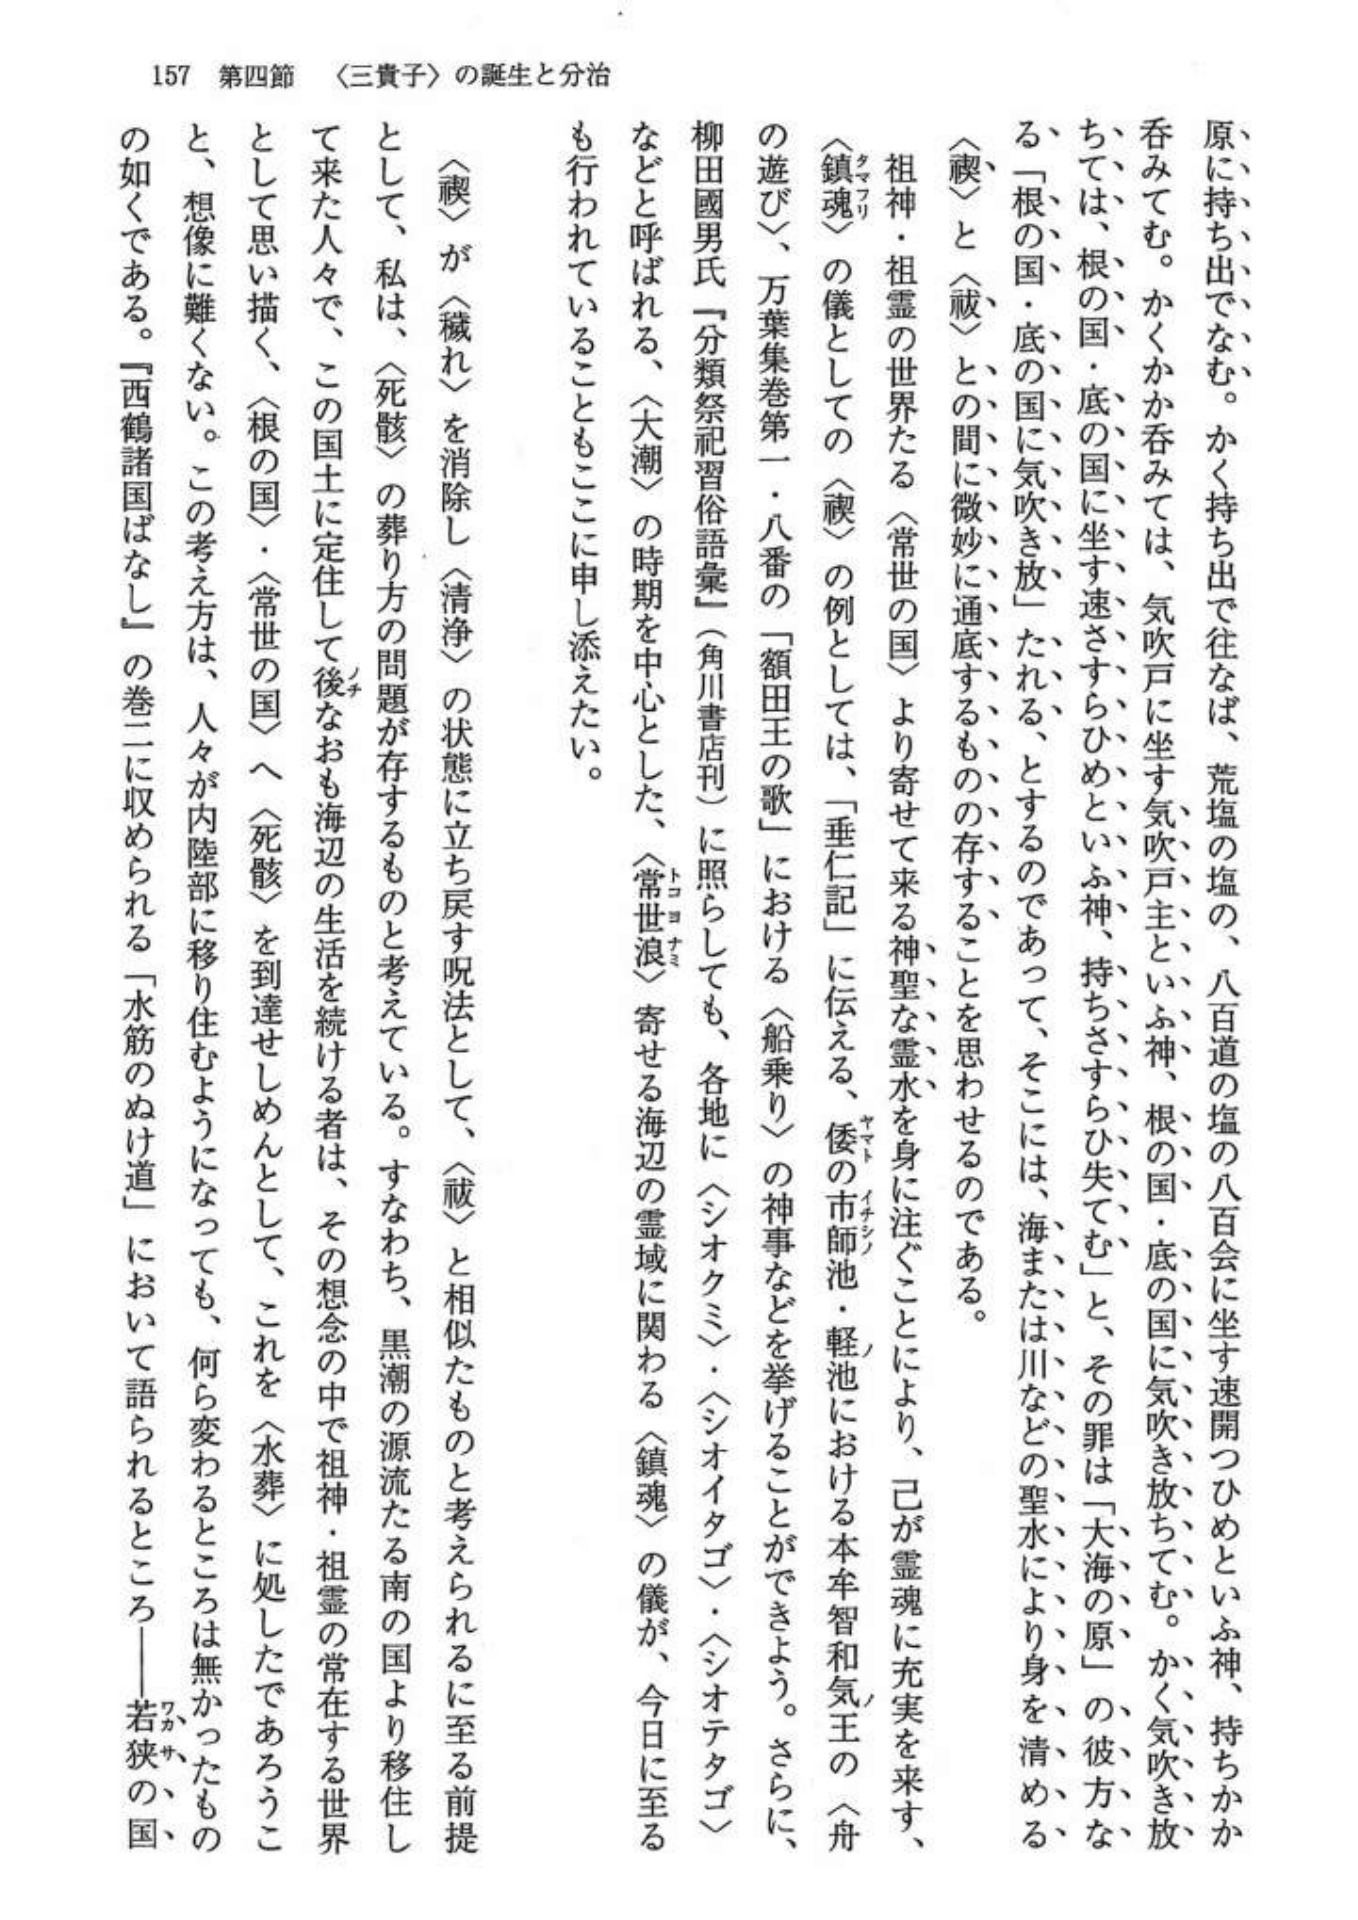 157　第四節　〈三貴子〉の誕生と分治
原に持ち出でなむ。かく持ち出で往なば、荒塩の塩の、八百道の塩の八百会に坐す速開つひめといふ神、持ちかか
呑みてむ。かくかか呑みては、気吹戸に坐す気吹戸主といふ神、根の国・底の国に気吹き放ちてむ。かく気吹き放
ちては、根の国・底の国に坐す速さすらひめといふ神、持ちさすらひ失てむ」と、その罪は「大海の原」の彼方な
る「根の国・底の国に気吹き放」たれる、とするのであって、そこには、海または川などの聖水により身を清める
〈禊〉と〈祓〉との間に微妙に通底するものの存することを思わせるのである。
祖神・祖霊の世界たる〈常世の国〉より寄せて来る神聖な霊水を身に注ぐことにより、己が霊魂に充実を来す、
〈鎮魂タマフリ〉の儀としての〈禊〉の例としては、「垂仁記」に伝える、倭ヤマトの市師イチシノ池・軽ノ池における本牟智和気ノ王の〈舟
の遊び〉、万葉集巻第一・八番の「額田王の歌」における〈船乗り〉の神事などを挙げることができよう。さらに、
柳田國男氏『分類祭祀習俗語彙』（角川書店刊）に照らしても、各地に〈シオクミ〉・〈シオイタゴ〉・〈シオテタゴ〉
などと呼ばれる、〈大潮〉の時期を中心とした、〈常世浪トコヨナミ〉寄せる海辺の霊域に関わる〈鎮魂〉の儀が、今日に至る
も行われていることもここに申し添えたい。
〈禊〉が〈穢れ〉を消除し〈清浄〉の状態に立ち戻す呪法として、〈祓〉と相似たものと考えられるに至る前提
として、私は、〈死骸〉の葬り方の問題が存するものと考えている。すなわち、黒潮の源流たる南の国より移住し
て来た人々で、この国土に定住して後ノチなおも海辺の生活を続ける者は、その想念の中で祖神・祖霊の常在する世界
として思い描く、〈根の国〉・〈常世の国〉へ〈死骸〉を到達せしめんとして、これを〈水葬〉に処したであろうこ
と、想像に難くない。この考え方は、人々が内陸部に移り住むようになっても、何ら変わるところは無かったもの
の如くである。『西鶴諸国ばなし』の巻二に収められる「水筋のぬけ道」において語られるところ――若狭ワカサの国